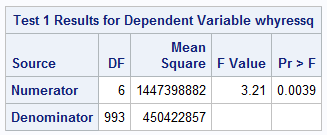 Test 1 Results for Dependent Variable whyressq
Source DF Mean Square F Value Pr > F
Numerator 6 1447398882 3.21 0.0039
Denominator 993 450422857